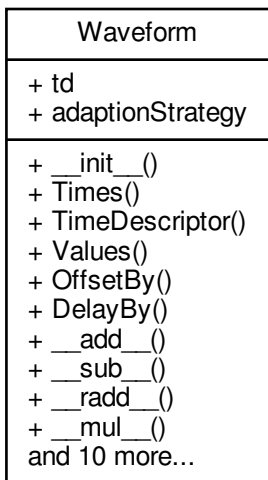 Waveform
+ td
+ adaptionStrategy
+ __init__()
+ Times()
+ TimeDescriptor()
+ Values()
+ OffsetBy()
+ DelayBy()
+ __add__()
+ __sub__()
+ __radd__()
+ __mul__()
and 10 more...